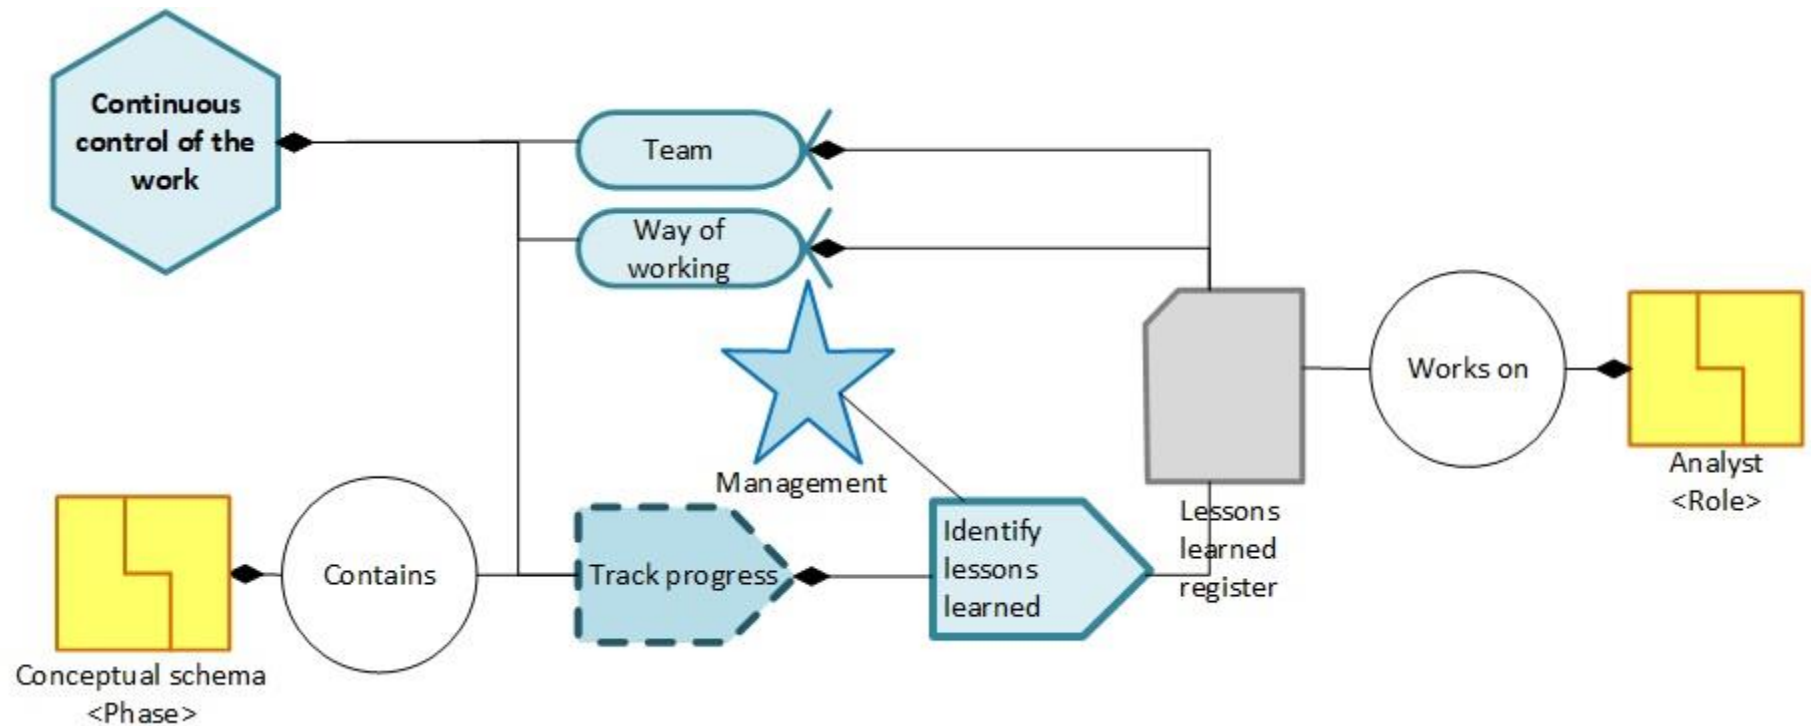 Continuous
control of the
work
Team
Way of
working
Management
Works on
Analyst
<Role>
Contains
Track progress
Identify
lessons
learned
Lessons
learned
register
Conceptual schema
<Phase>